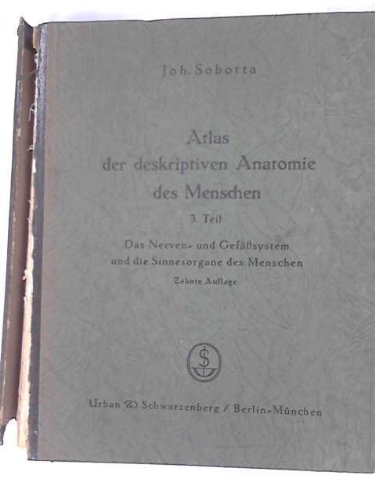 Joh. Sobotta
Atlas
der deskriptiven Anatomie
des Menschen
3. Teil
Das Nerven- und Gefäßsystem
und die Sinnesorgane des Menschen
Zehnte Auflage
S
U
Urban & Schwarzenberg / Berlin-München